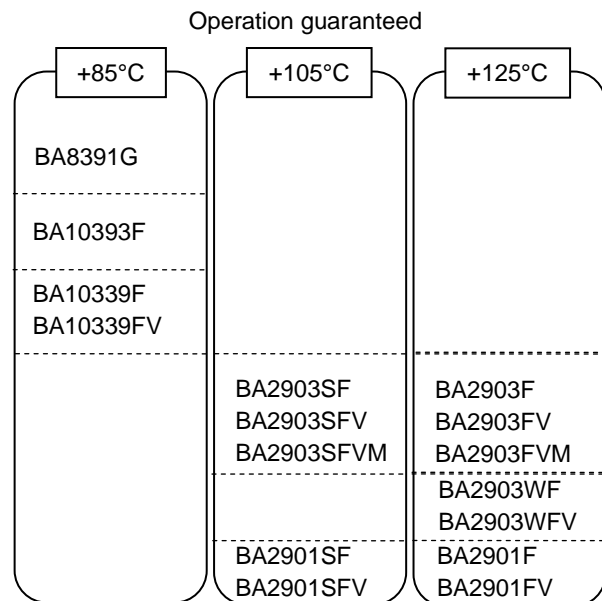 Operation guaranteed
+85°C
+105°C
+125°C
BA8391G
BA10393F
BA10339F
BA10339FV
BA2903SF
BA2903SFV
BA2903SFVM
BA2901SF
BA2901SFV
BA2903F
BA2903FV
BA2903FVM
BA2903WF
BA2903WFV
BA2901F
BA2901FV